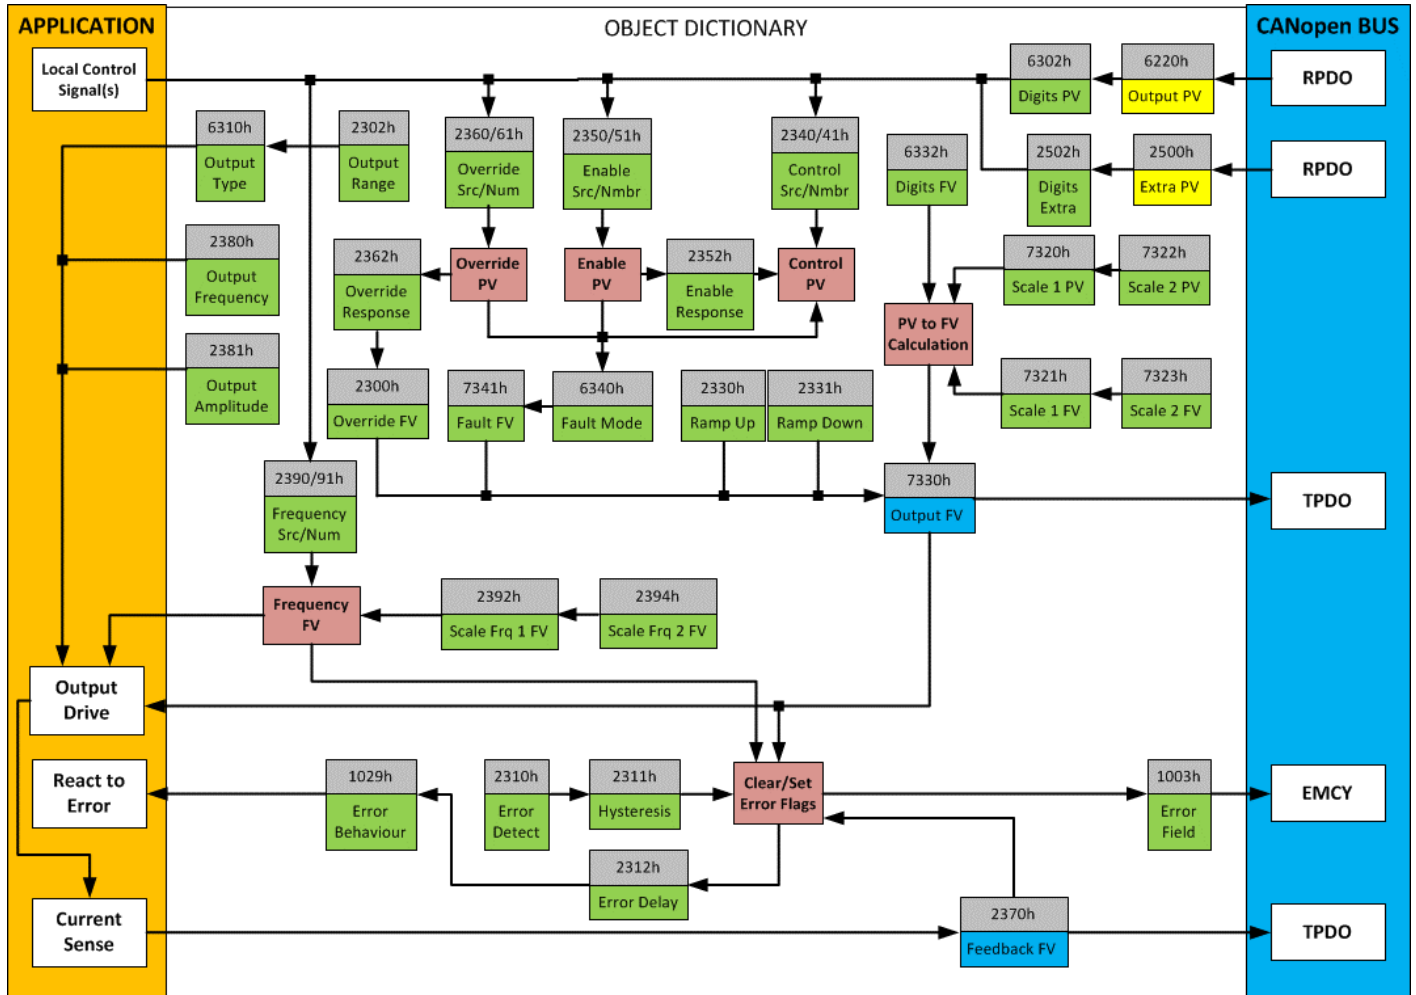 APPLICATION
OBJECT DICTIONARY
CANopen BUS
Local Control
Signal(s)
6302h
Digits PV
6220h
Output PV
RPDO
6310h
Output
Type
2302h
Output
Range
2360/61h
Override
Src/Num
2350/51h
Enable
Src/Nmbr
2340/41h
Control
Src/Nmbr
6332h
Digits FV
2502h
Digits
Extra
2500h
Extra PV
RPDO
2380h
Output
Frequency
2362h
Override
Response
Override
PV
Enable
PV
2352h
Enable
Response
Control
PV
7320h
Scale 1 PV
7322h
Scale 2 PV
PV to FV
Calculation
2381h
Output
Amplitude
2300h
Override FV
7341h
Fault FV
6340h
Fault Mode
2330h
Ramp Up
2331h
Ramp Down
7321h
Scale 1 FV
7323h
Scale 2 FV
2390/91h
Frequency
Src/Num
7330h
Output FV
TPDO
Frequency
FV
2392h
Scale Frq 1 FV
2394h
Scale Frq 2 FV
Output
Drive
React to
Error
1029h
Error
Behaviour
2310h
Error
Detect
2311h
Hysteresis
Clear/Set
Error Flags
1003h
Error
Field
EMCY
2312h
Error Delay
Current
Sense
2370h
Feedback FV
TPDO